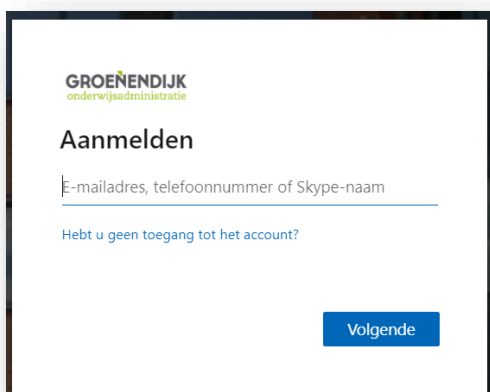 GROENENDIJK
onderwijsadministratie
Aanmelden
E-mailadres, telefoonnummer of Skype-naam
Hebt u geen toegang tot het account?
Volgende